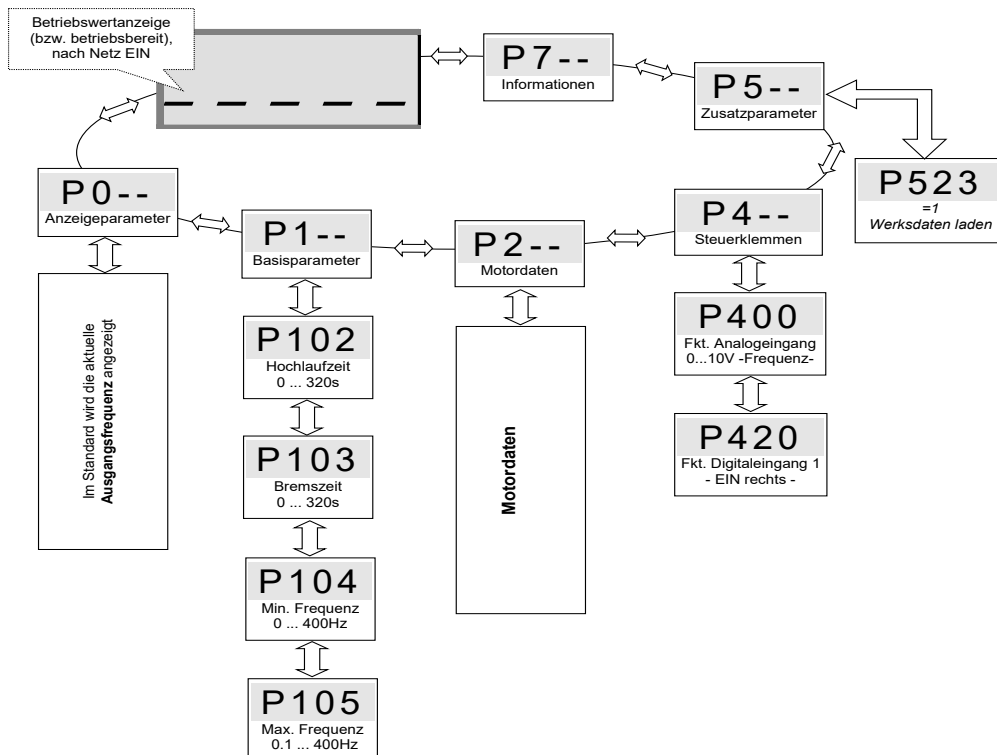 Betriebswertanzeige
(bzw. betriebsbereit),
nach Netz EIN
P7--
Informationen
P5--
Zusatzparameter
P523
=1
Werksdaten laden
P0--
Anzeigeparameter
Im Standard wird die aktuelle
Ausgangsfrequenz angezeigt
P1--
Basisparameter
P102
Hochlaufzeit
0 ... 320s
P103
Bremszeit
0 ... 320s
P104
Min. Frequenz
0 ... 400Hz
P105
Max. Frequenz
0.1 ... 400Hz
P2--
Motordaten
Motordaten
P4--
Steuerklemmen
P400
Fkt. Analogeingang
0...10V -Frequenz-
P420
Fkt. Digitaleingang 1
- EIN rechts -